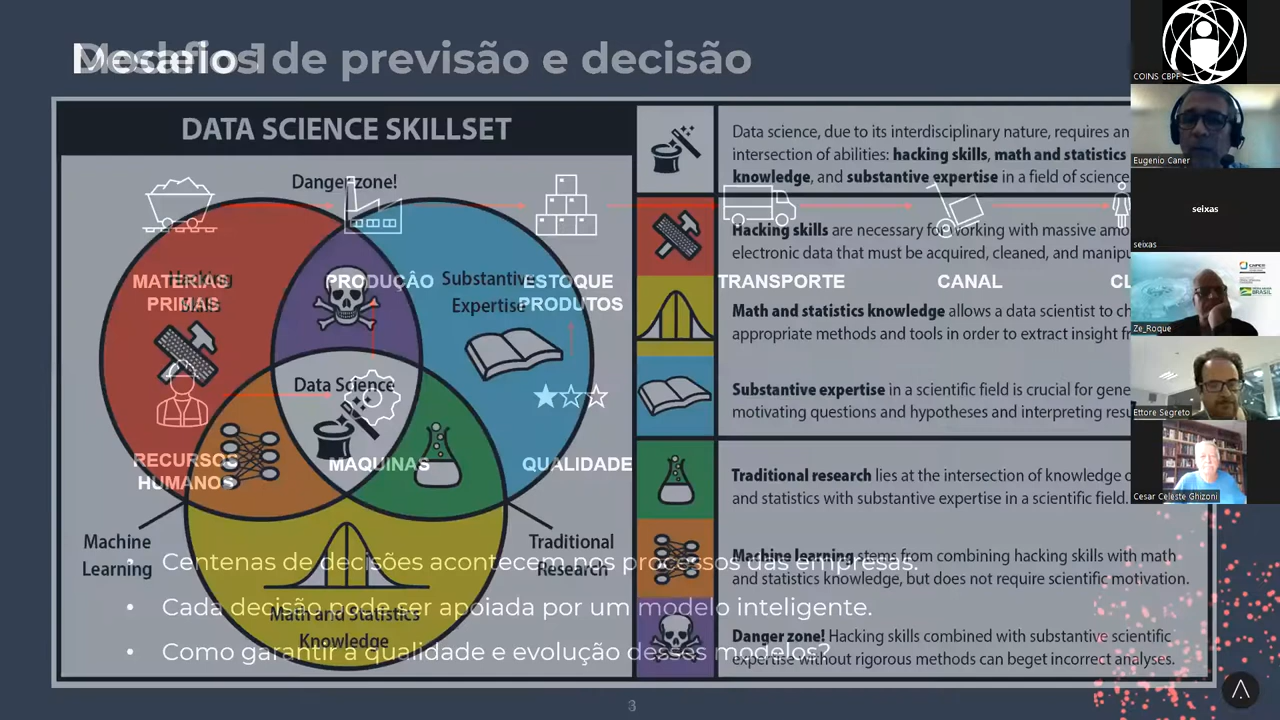 Desafio 1
de previsão e decisão
DATA SCIENCE SKILLSET
Danger zone!
Hacking
Skills
Substantive
Expertise
Data Science
Machine
Learning
Traditional
Research
Math and Statistics
Knowledge
Data science, due to its interdisciplinary nature, requires an
intersection of abilities: hacking skills, math and statistics
knowledge, and substantive expertise in a field of science.
Hacking skills are necessary for working with massive amo
electronic data that must be acquired, cleaned, and manipu
Math and statistics knowledge allows a data scientist to ch
appropriate methods and tools in order to extract insight fr
Substantive expertise in a scientific field is crucial for gene
motivating questions and hypotheses and interpreting resu
Traditional research lies at the intersection of knowledge o
and statistics with substantive expertise in a scientific field.
Machine learning stems from combining hacking skills with math
and statistics knowledge, but does not require scientific motivation.
Danger zone! Hacking skills combined with substantive scientific
expertise without rigorous methods can beget incorrect analyses.
MATERIAS
PRIMAS
PRODUÇÂO
ESTOQUE
PRODUTOS
TRANSPORTE
CANAL
CL
RECURSOS
HUMANOS
MAQUINAS
QUALIDADE
• Centenas de decisões acontecem nos processos das empresas.
• Cada decisão pode ser apoiada por um modelo inteligente.
• Como garantir a qualidade e evolução desses modelos?
3
COINS CBPF
Eugenio Caner
seixas
seixas
Ze_Roque
BRASIL
Ettore Segreto
Cesar Celeste Ghizoni